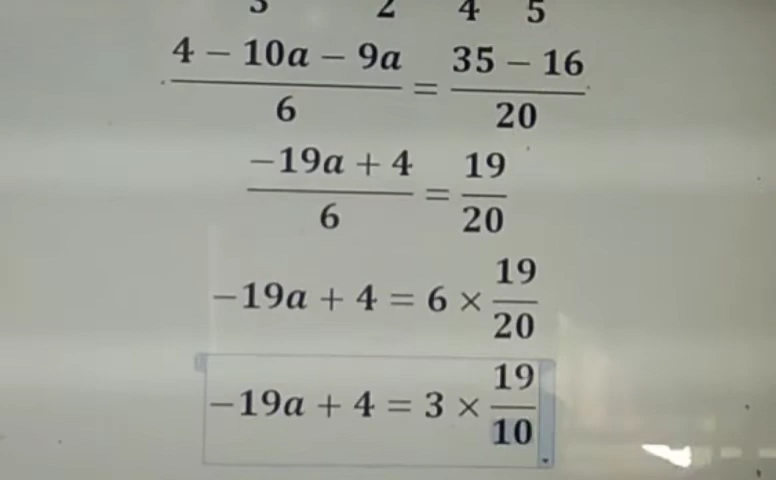 3 2 4 5
4 − 10a − 9a / 6 = 35 − 16 / 20
−19a + 4 / 6 = 19 / 20
−19a + 4 = 6 × 19 / 20
−19a + 4 = 3 × 19 / 10